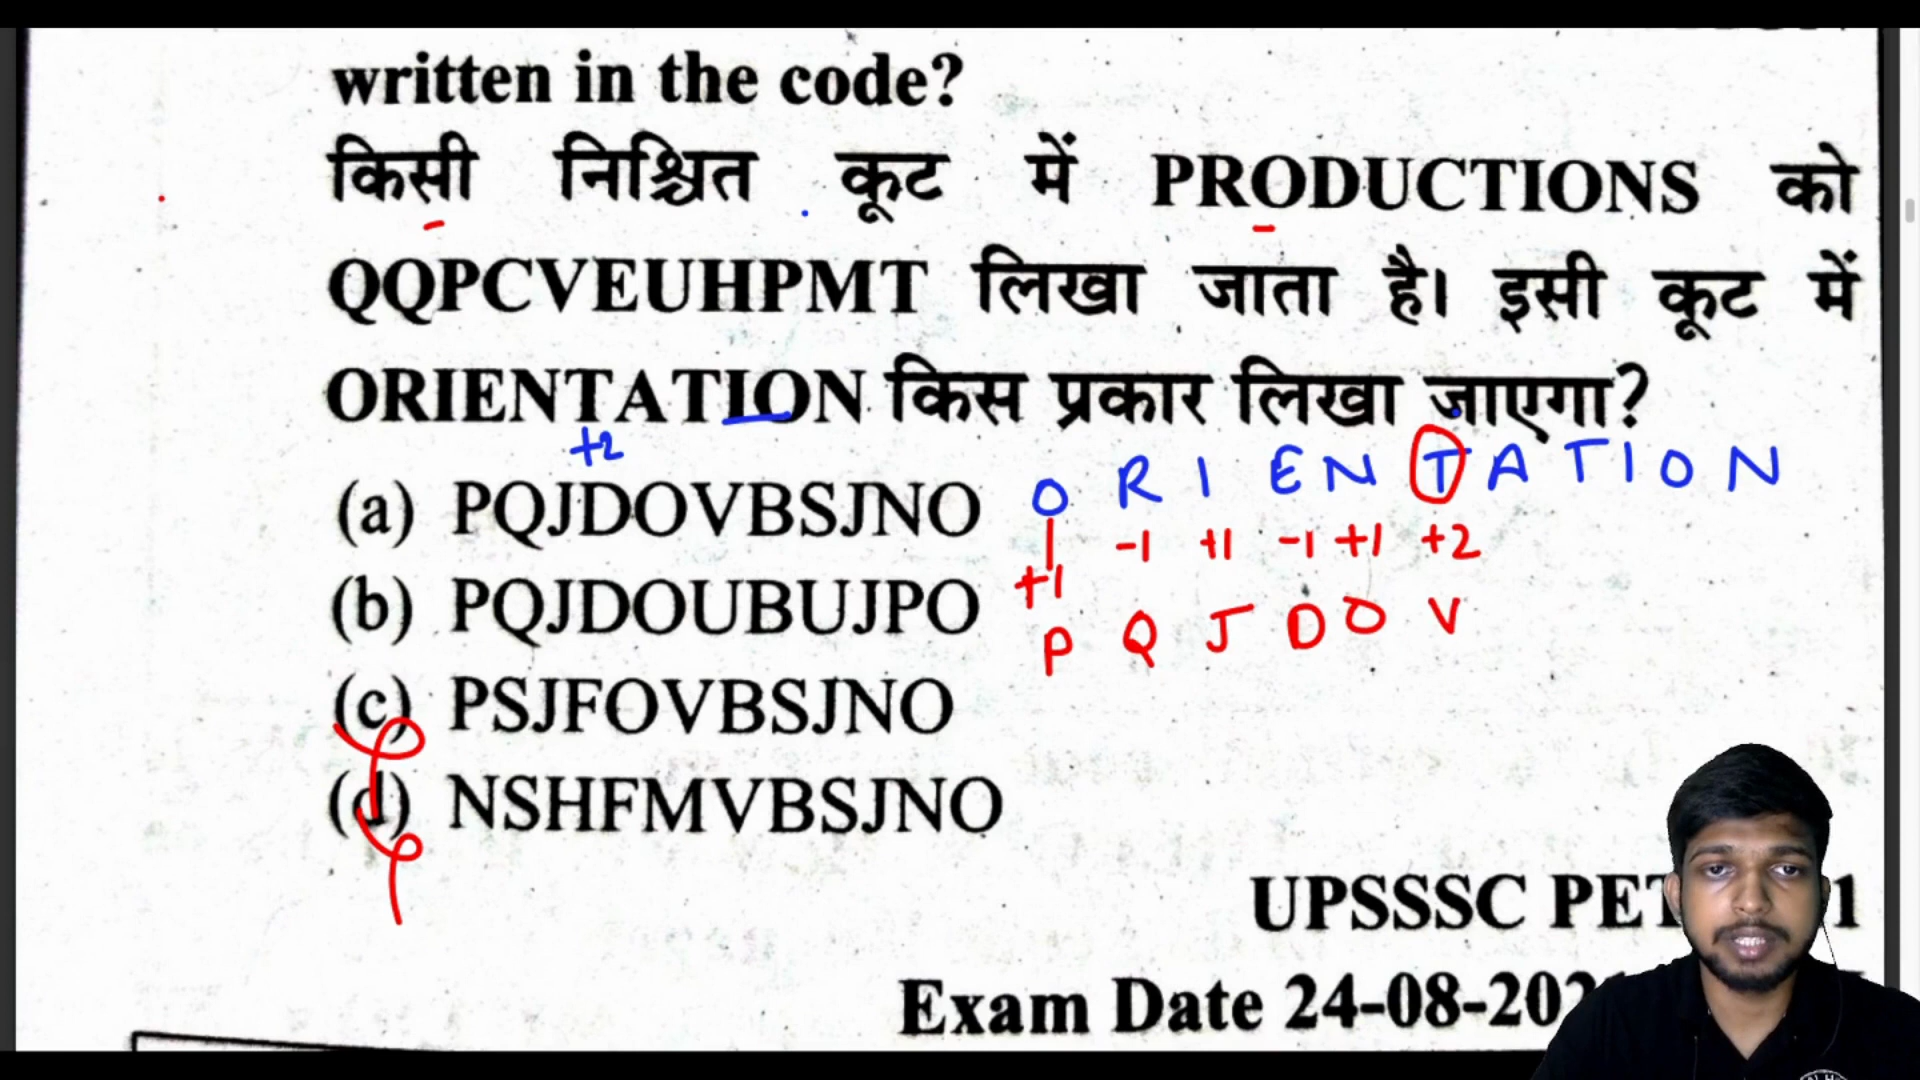 written in the code?
किसी निश्चित कूट में PRODUCTIONS को
QQPCVEUHPMT लिखा जाता है। इसी कूट में
ORIENTATION किस प्रकार लिखा जाएगा?
+2
(a) PQJDOVBSJNO
(b) PQJDOUBUJPO
(c) PSJFOVBSJNO
(d) NSHFMVBSJNO
O R I E N T A T I O N
+1 -1 +1 -1 +1 +2
P Q J D O V
UPSSSC PET
1
Exam Date 24-08-202